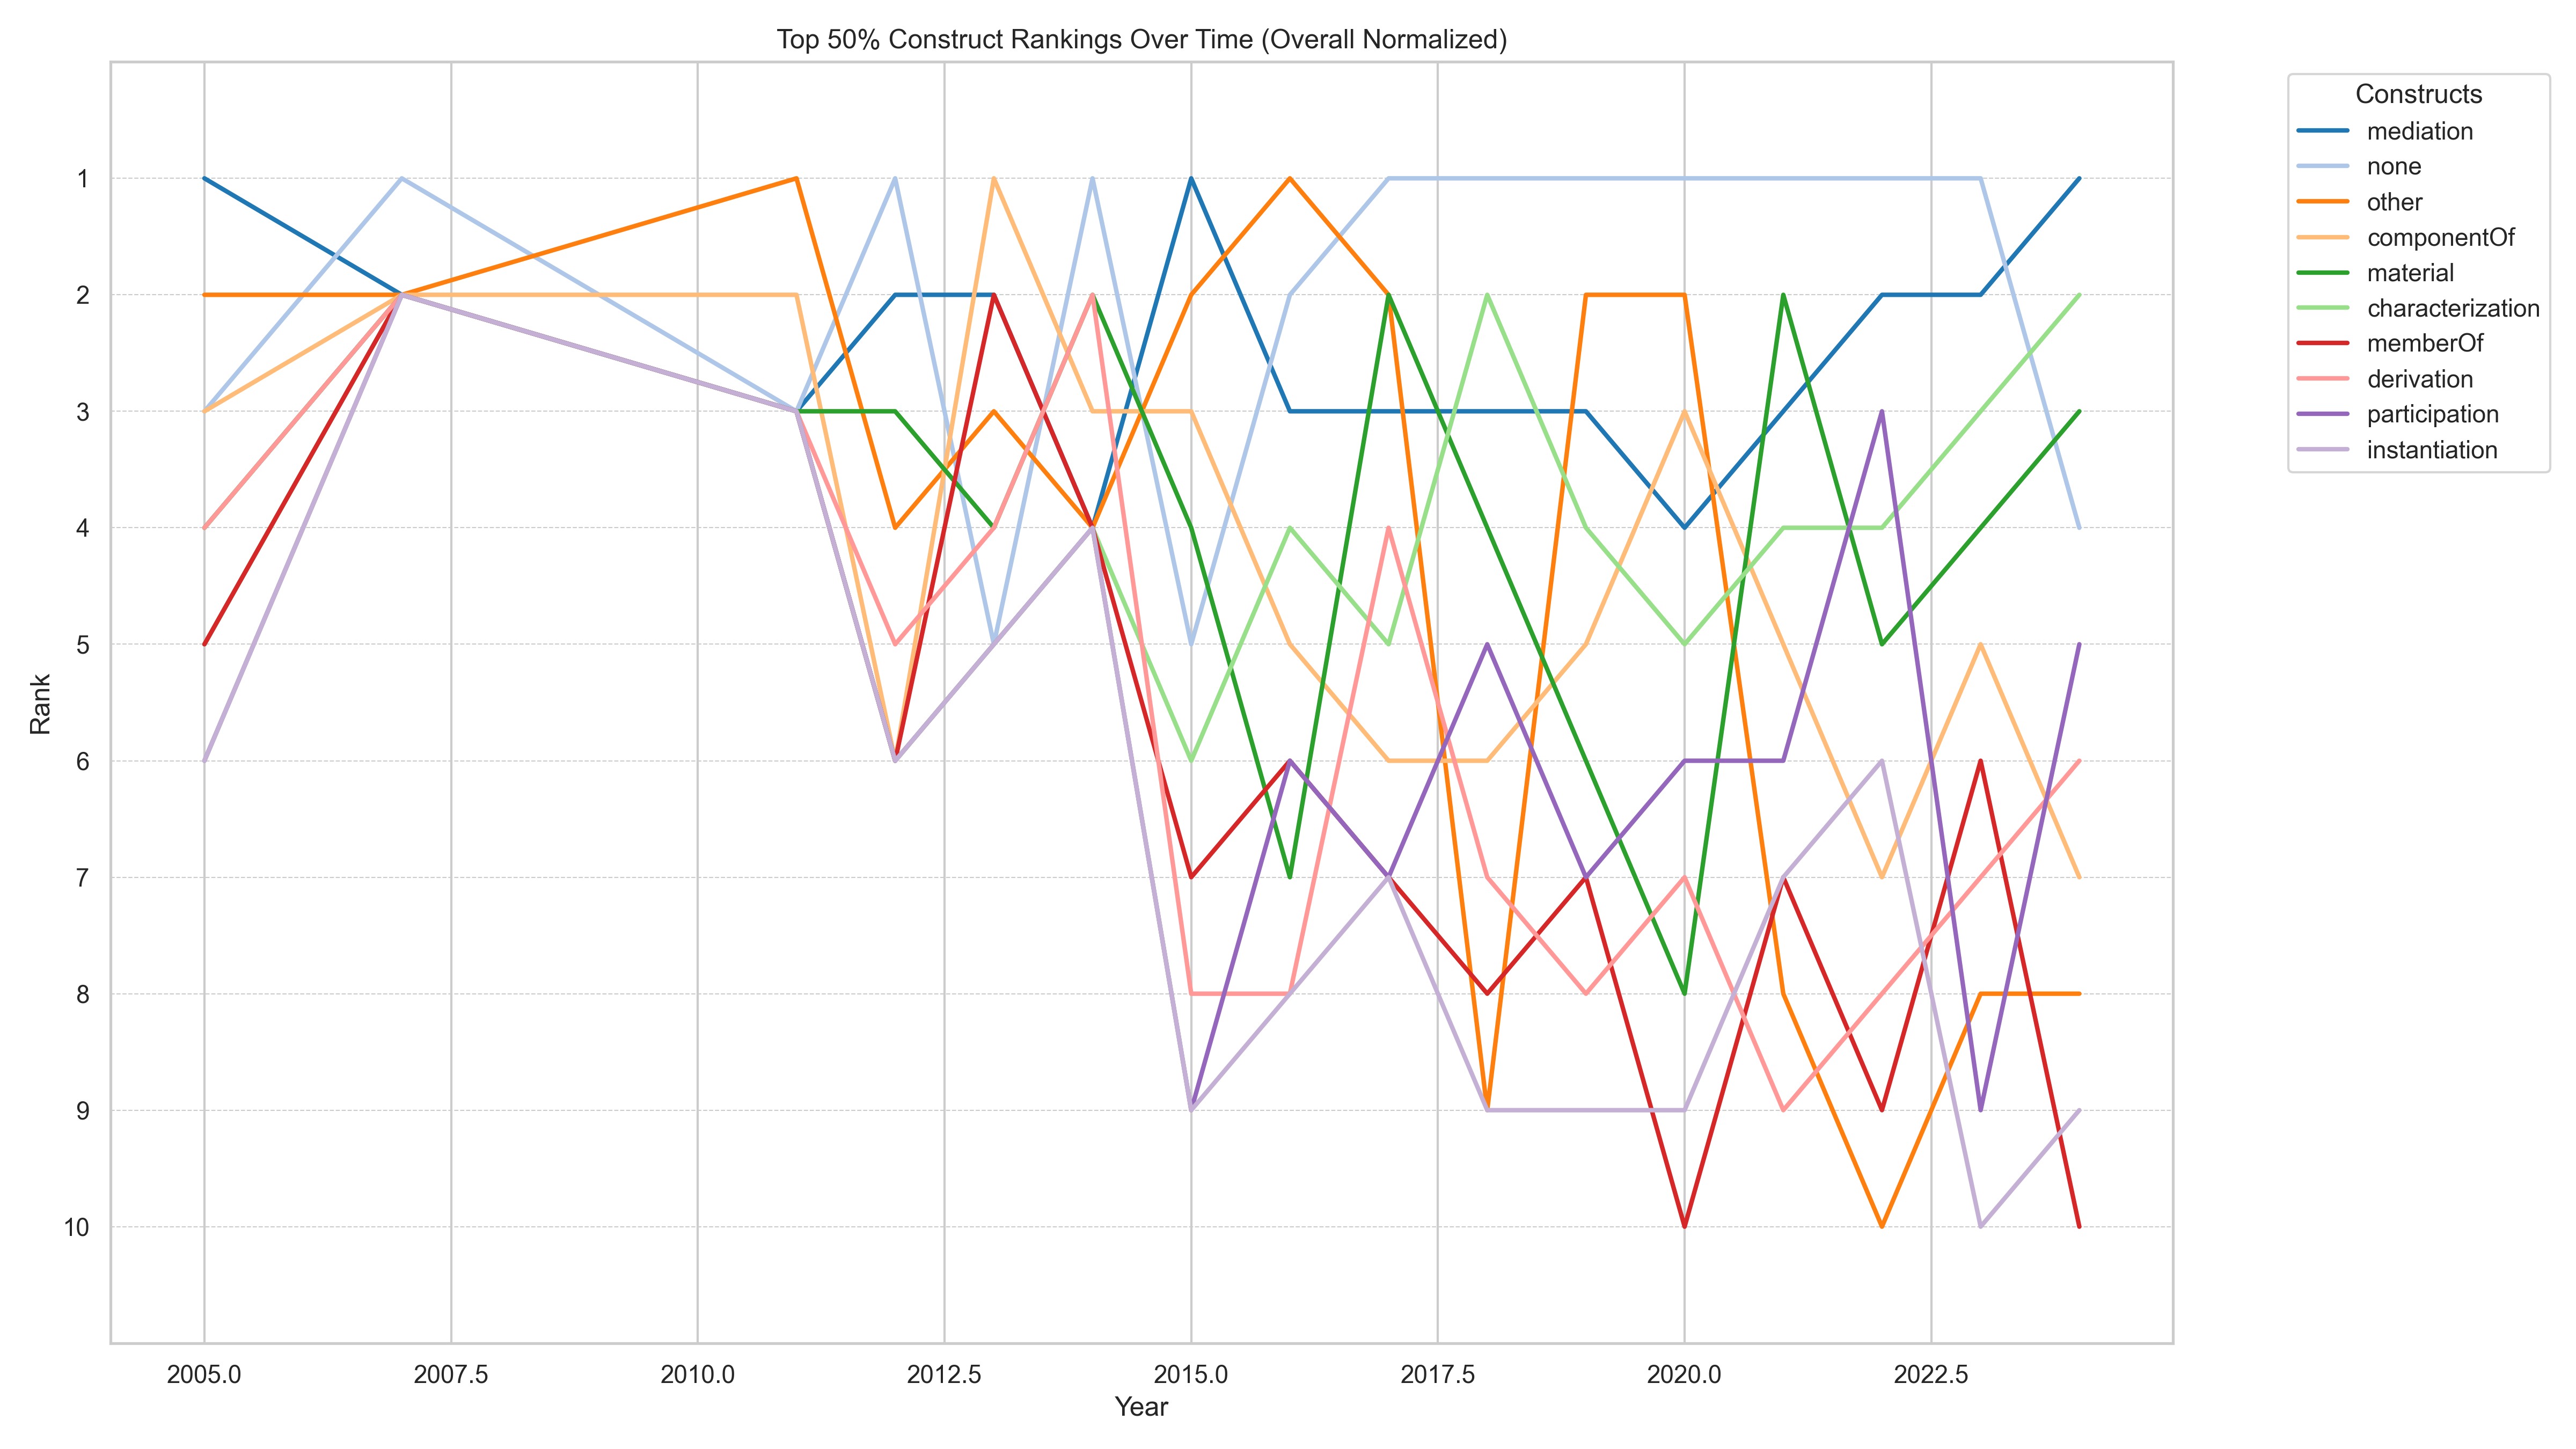 Top 50% Construct Rankings Over Time (Overall Normalized)
Constructs
mediation
none
other
componentOf
material
characterization
memberOf
derivation
participation
instantiation
Rank
1
2
3
4
5
6
7
8
9
10
2005.0 2007.5 2010.0 2012.5 2015.0 2017.5 2020.0 2022.5
Year